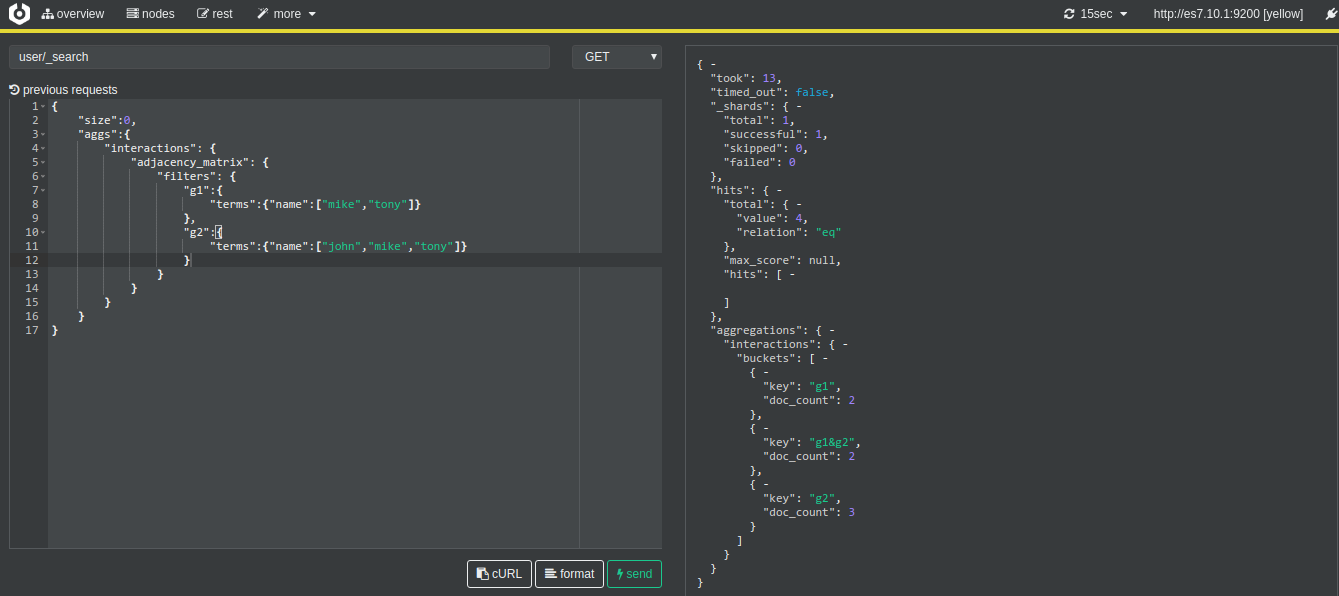 overview nodes rest more 15sec http://es7.10.1:9200 [yellow]
user/_search GET
previous requests
1 {
2 "size":0,
3 "aggs":{
4 "interactions": {
5 "adjacency_matrix": {
6 "filters": {
7 "g1":{
8 "terms":{"name":["mike","tony"]}
9 },
10 "g2":{
11 "terms":{"name":["john","mike","tony"]}
12 }
13 }
14 }
15 }
16 }
17 }
cURL format send
{ -
"took": 13,
"timed_out": false,
"_shards": { -
"total": 1,
"successful": 1,
"skipped": 0,
"failed": 0
},
"hits": { -
"total": { -
"value": 4,
"relation": "eq"
},
"max_score": null,
"hits": [ -
]
},
"aggregations": { -
"interactions": { -
"buckets": [ -
{ -
"key": "g1",
"doc_count": 2
},
{ -
"key": "g1&g2",
"doc_count": 2
},
{ -
"key": "g2",
"doc_count": 3
}
]
}
}
}